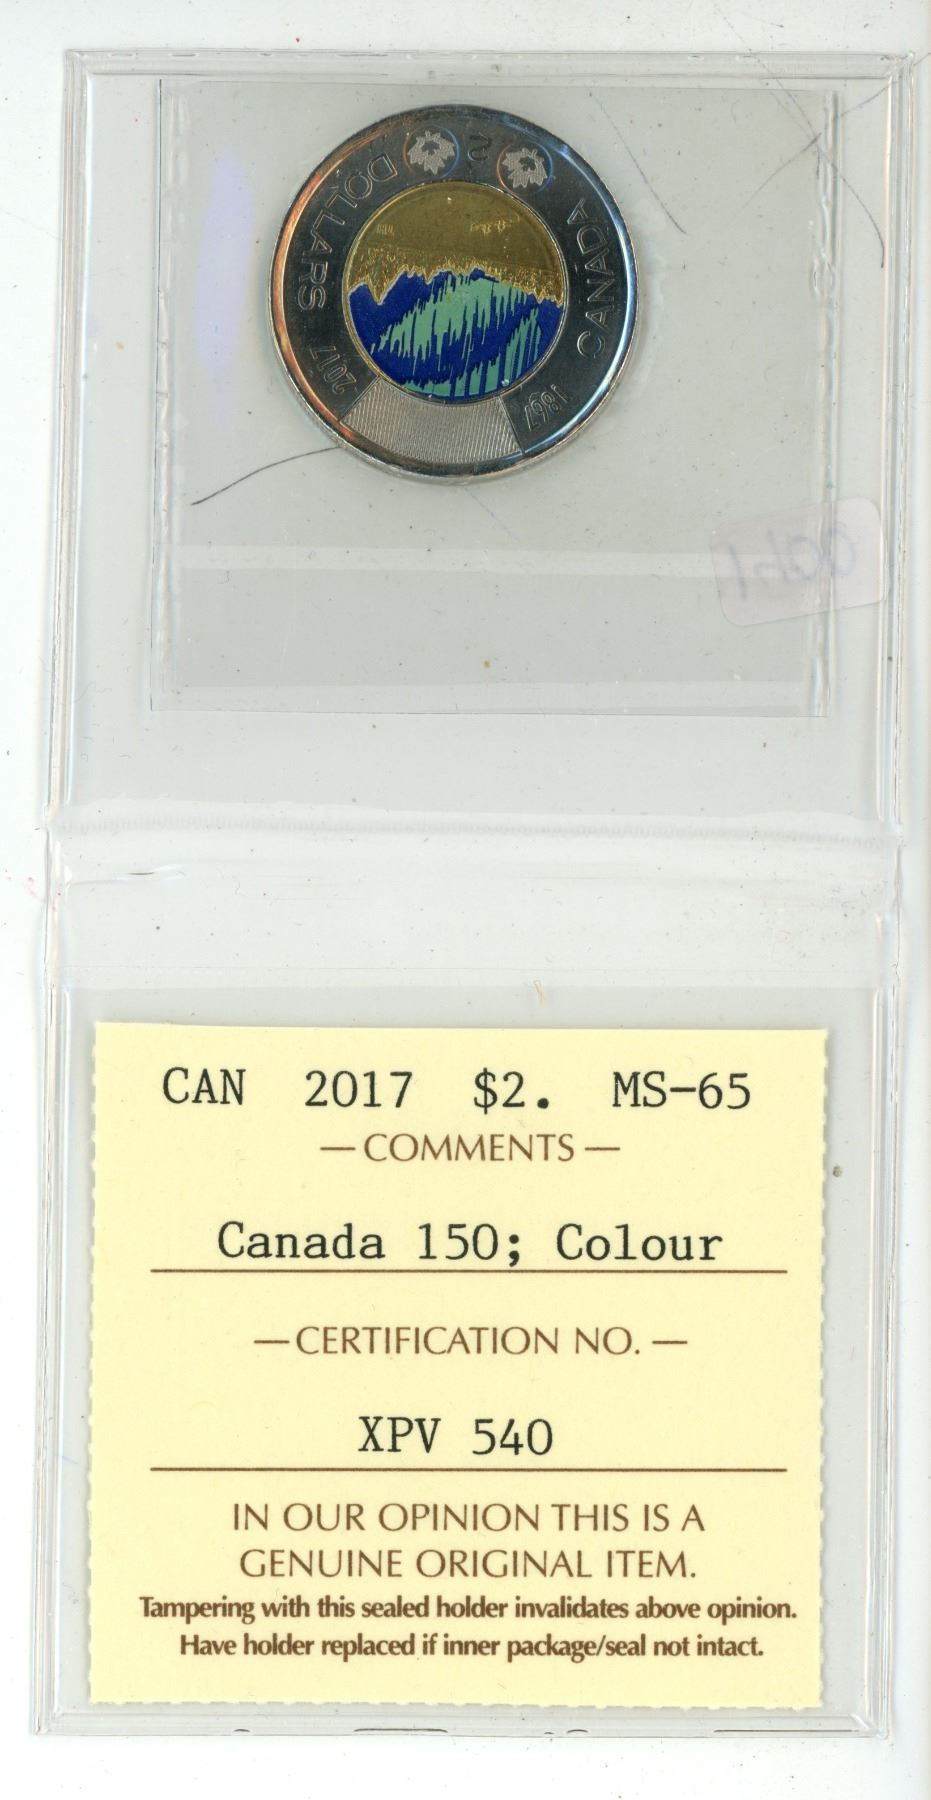 2
DOLLARS
CANADA
2017
1867
CAN 2017 $2. MS-65
— COMMENTS —
Canada 150; Colour
— CERTIFICATION NO. —
XPV 540
IN OUR OPINION THIS IS A
GENUINE ORIGINAL ITEM.
Tampering with this sealed holder invalidates above opinion.
Have holder replaced if inner package/seal not intact.